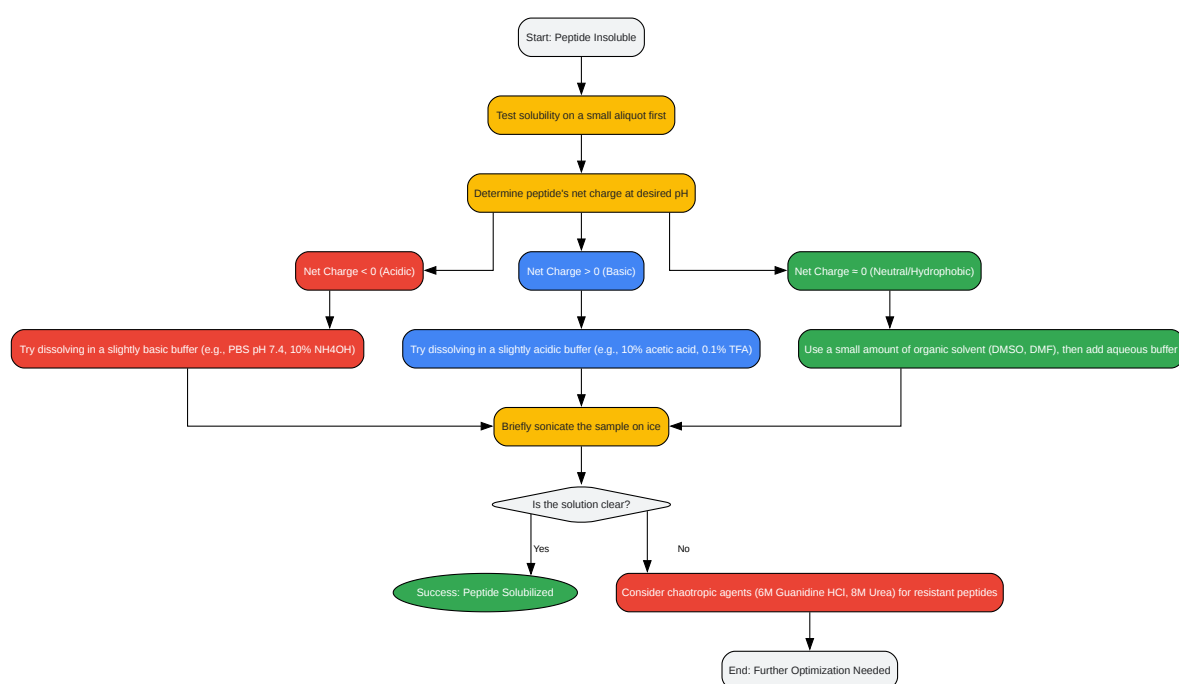 Start: Peptide Insoluble
Test solubility on a small aliquot first
Determine peptide's net charge at desired pH
Net Charge < 0 (Acidic)
Net Charge > 0 (Basic)
Net Charge ≈ 0 (Neutral/Hydrophobic)
Try dissolving in a slightly basic buffer (e.g., PBS pH 7.4, 10% NH4OH)
Try dissolving in a slightly acidic buffer (e.g., 10% acetic acid, 0.1% TFA)
Use a small amount of organic solvent (DMSO, DMF), then add aqueous buffer
Briefly sonicate the sample on ice
Is the solution clear?
Yes
No
Success: Peptide Solubilized
Consider chaotropic agents (6M Guanidine HCl, 8M Urea) for resistant peptides
End: Further Optimization Needed